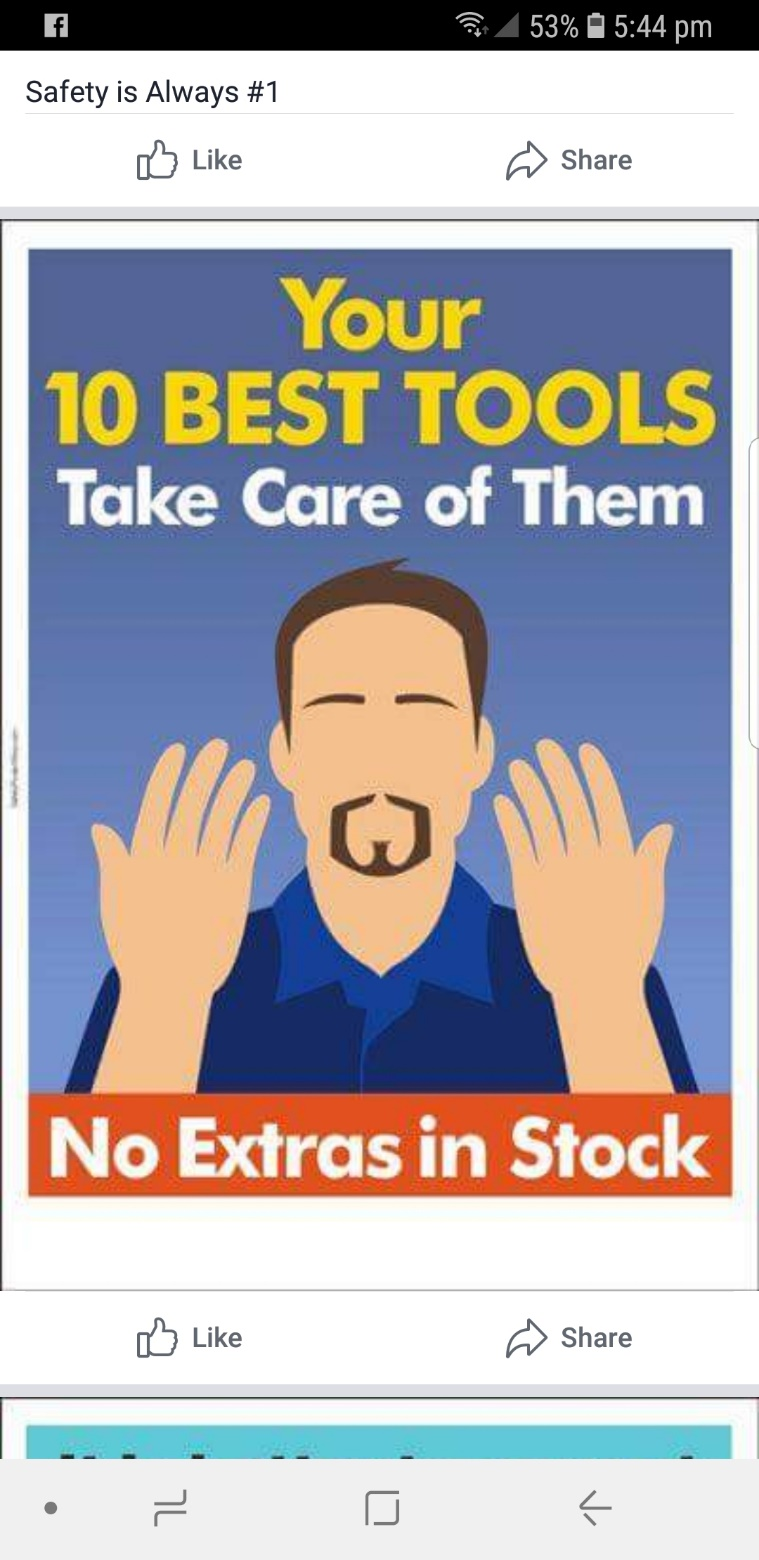 53% 5:44 pm
Safety is Always #1
Like Share
Your
10 BEST TOOLS
Take Care of Them
No Extras in Stock
Like Share